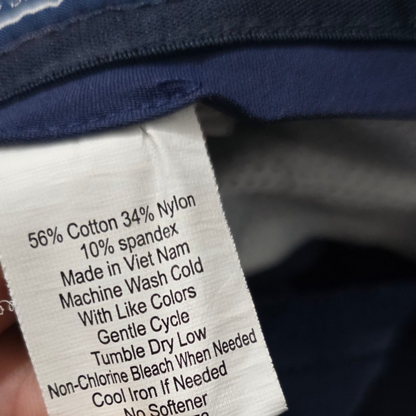 56% Cotton 34% Nylon
10% spandex
Made in Viet Nam
Machine Wash Cold
With Like Colors
Gentle Cycle
Tumble Dry Low
Non-Chlorine Bleach When Needed
Cool Iron If Needed
No Softener